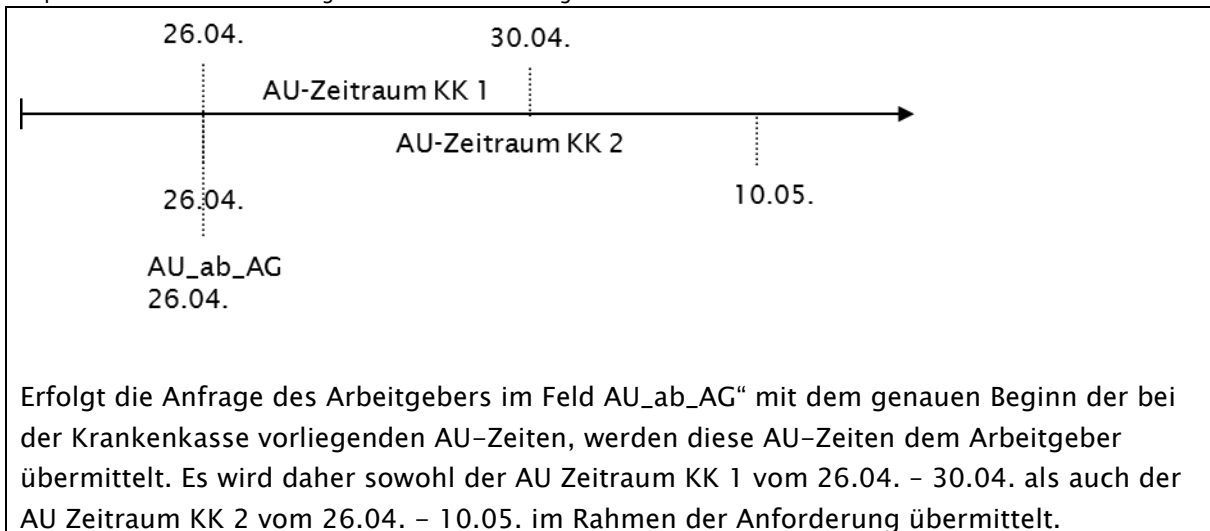 26.04. 30.04.
AU-Zeitraum KK 1
AU-Zeitraum KK 2
26.04. 10.05.
AU_ab_AG
26.04.
Erfolgt die Anfrage des Arbeitgebers im Feld AU_ab_AG“ mit dem genauen Beginn der bei
der Krankenkasse vorliegenden AU-Zeiten, werden diese AU-Zeiten dem Arbeitgeber
übermittelt. Es wird daher sowohl der AU Zeitraum KK 1 vom 26.04. – 30.04. als auch der
AU Zeitraum KK 2 vom 26.04. – 10.05. im Rahmen der Anforderung übermittelt.